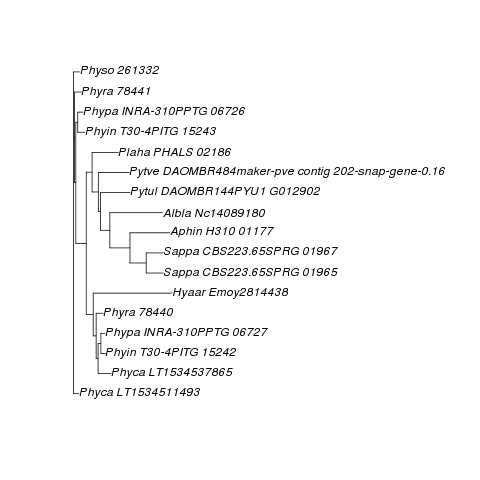 Physo 261332
Phyra 78441
Phypa INRA-310PPTG 06726
Phyin T30-4PITG 15243
Plaha PHALS 02186
Pytve DAOMBR484maker-pve contig 202-snap-gene-0.16
Pytul DAOMBR144PYU1 G012902
Albla Nc14089180
Aphin H310 01177
Sappa CBS223.65SPRG 01967
Sappa CBS223.65SPRG 01965
Hyaar Emoy2814438
Phyra 78440
Phypa INRA-310PPTG 06727
Phyin T30-4PITG 15242
Phyca LT1534537865
Phyca LT1534511493